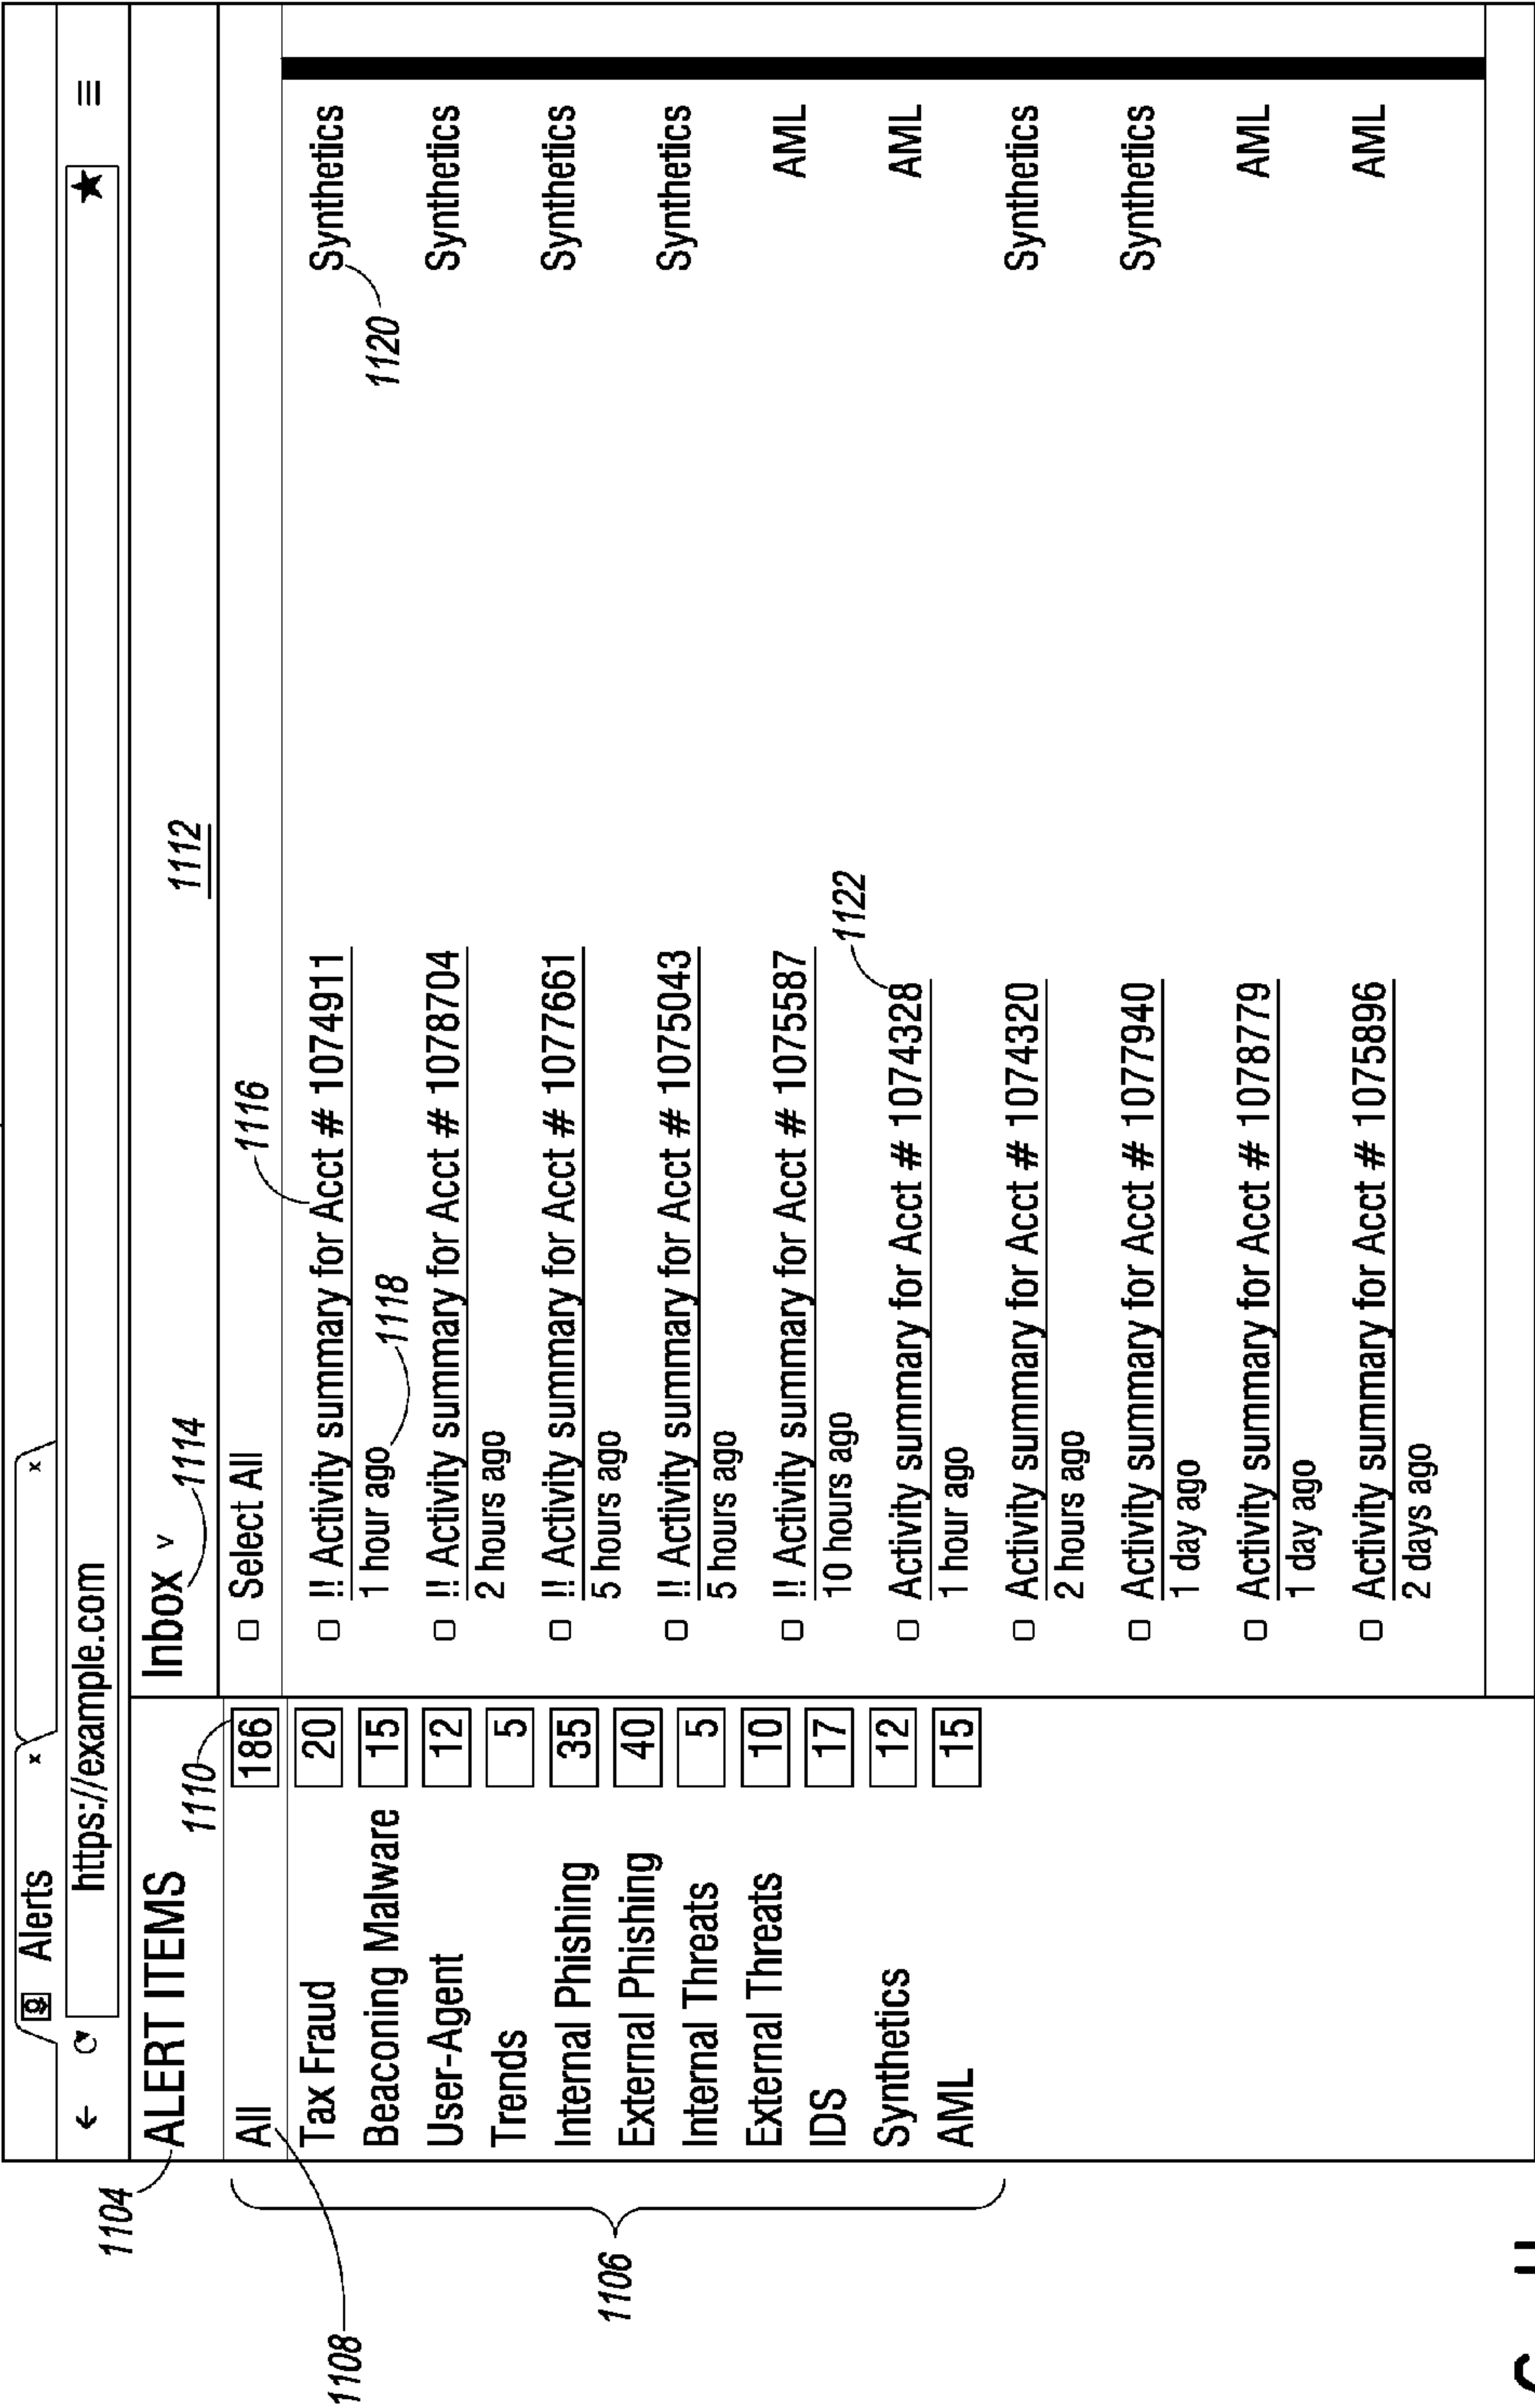 Alerts x x
https://example.com ★
1104
ALERT ITEMS
Inbox v
1114
1112
1110
1108
All 186
1106
Tax Fraud 20
Beaconing Malware 15
User-Agent 12
Trends 5
Internal Phishing 35
External Phishing 40
Internal Threats 5
External Threats 10
IDS 17
Synthetics 12
AML 15
Select All
1116
!! Activity summary for Acct # 1074911 Synthetics
1 hour ago
1118
1120
!! Activity summary for Acct # 1078704 Synthetics
2 hours ago
!! Activity summary for Acct # 1077661 Synthetics
5 hours ago
!! Activity summary for Acct # 1075043 Synthetics
5 hours ago
!! Activity summary for Acct # 1075587 AML
10 hours ago
1122
Activity summary for Acct # 1074328 AML
1 hour ago
Activity summary for Acct # 1074320 Synthetics
2 hours ago
Activity summary for Acct # 1077940 Synthetics
1 day ago
Activity summary for Acct # 1078779 AML
1 day ago
Activity summary for Acct # 1075896 AML
2 days ago